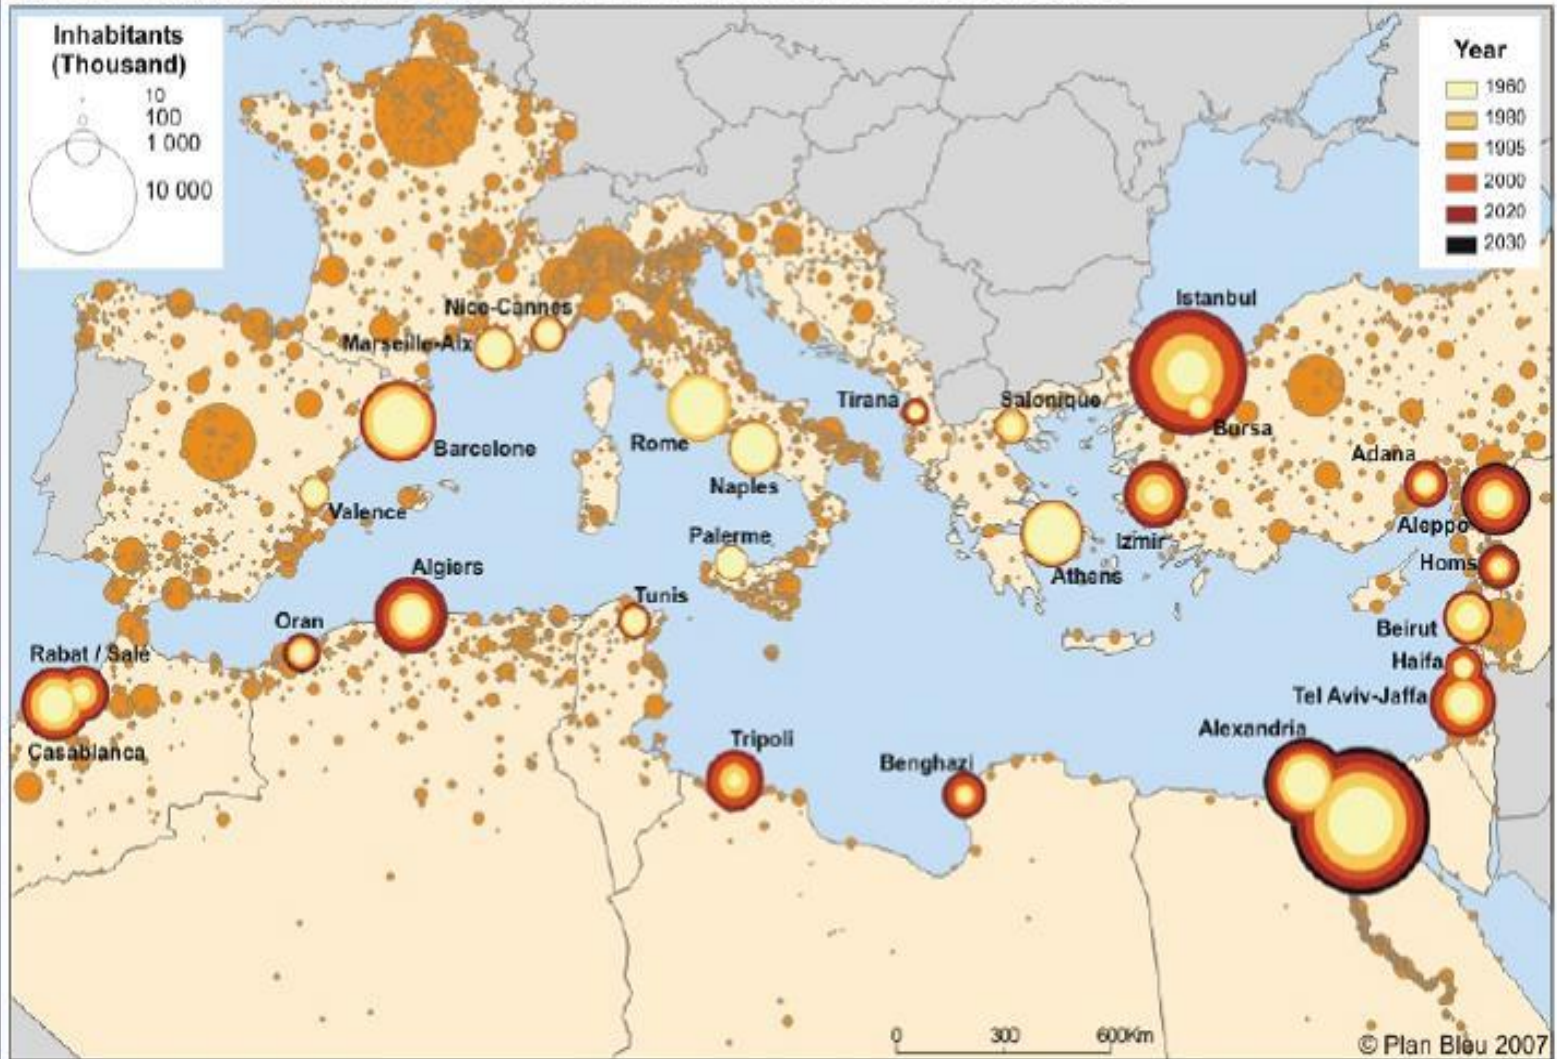 Inhabitants
(Thousand)
10
100
1 000
10 000
Year
1960
1980
1995
2000
2020
2030
Istanbul
Nice-Cannes
Marseille-Aix
Tirana
Salonique
Bursa
Barcelone
Rome
Adana
Naples
Valence
Aleppo
Palerme
Izmir
Algiers
Athens
Homs
Tunis
Oran
Beirut
Rabat / Salé
Haifa
Tel Aviv-Jaffa
Alexandria
Casablanca
Tripoli
Benghazi
0 300 600Km
© Plan Bleu 2007